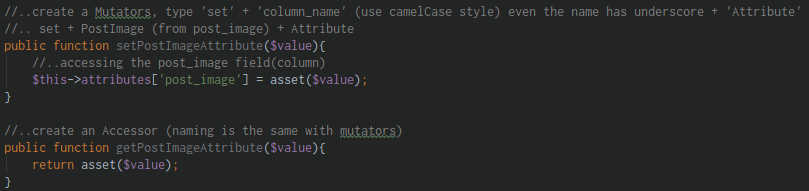 //..create a Mutators, type 'set' + 'column_name' (use camelCase style) even the name has underscore + 'Attribute'
//.. set + PostImage (from post_image) + Attribute
public function setPostImageAttribute($value){
//..accessing the post_image field(column)
$this->attributes['post_image'] = asset($value);
}
//..create an Accessor (naming is the same with mutators)
public function getPostImageAttribute($value){
return asset($value);
}